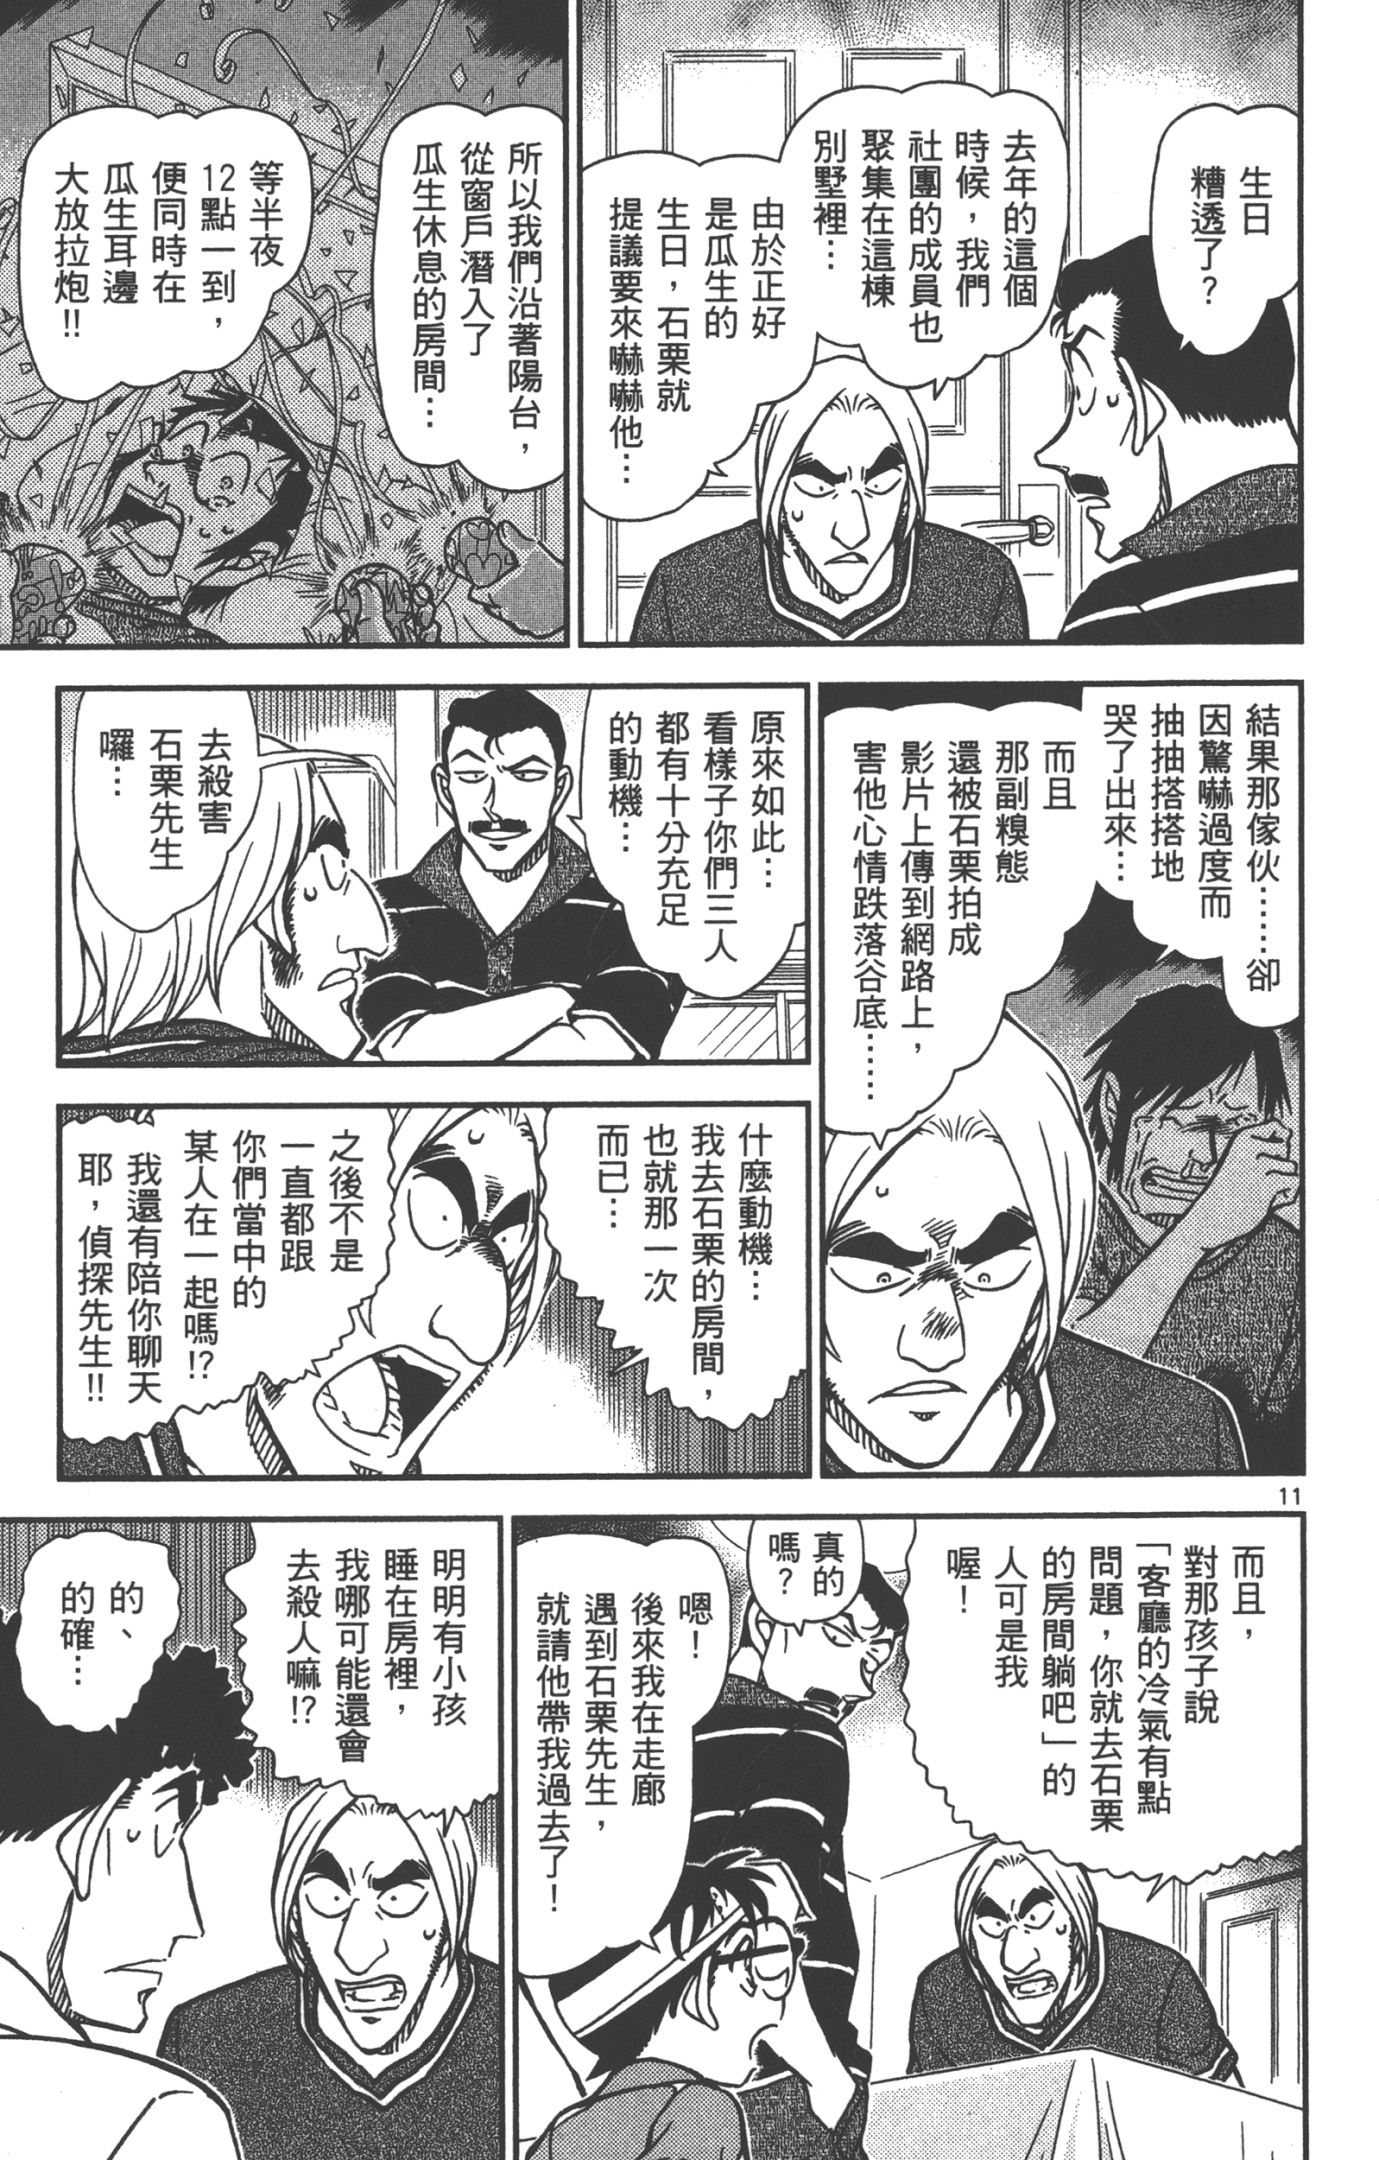 生日
糟透了?
去年的這個
時候,我們
社團的成員也
聚集在這棟
別墅裡…
由於正好
是瓜生的
生日,石栗就
提議要來嚇嚇他…
所以我們沿著陽台,
從窗戶潛入了
瓜生休息的房間…
等半夜
12點一到,
便同時在
瓜生耳邊
大放拉炮!!
結果那傢伙……卻
因驚嚇過度而
抽抽搭搭地
哭了出來…
而且
那副糗態
還被石栗拍成
影片上傳到網路上,
害他心情跌落谷底……
原來如此…
看樣子你們三人
都有十分充足
的動機…
去殺害
石栗先生
囉…
什麼動機…
我去石栗的房間,
也就那一次
而已…
之後不是
一直都跟
你們當中的
某人在一起嗎!?
我還有陪你聊天
耶,偵探先生!!
11
而且,
對那孩子說
「客廳的冷氣有點
問題,你就去石栗
的房間躺吧」的
人可是我
喔!
真的
嗎?
嗯!
後來我在走廊
遇到石栗先生,
就請他帶我過去了!
明明有小孩
睡在房裡,
我哪可能還會
去殺人嘛!?
的、
的確…